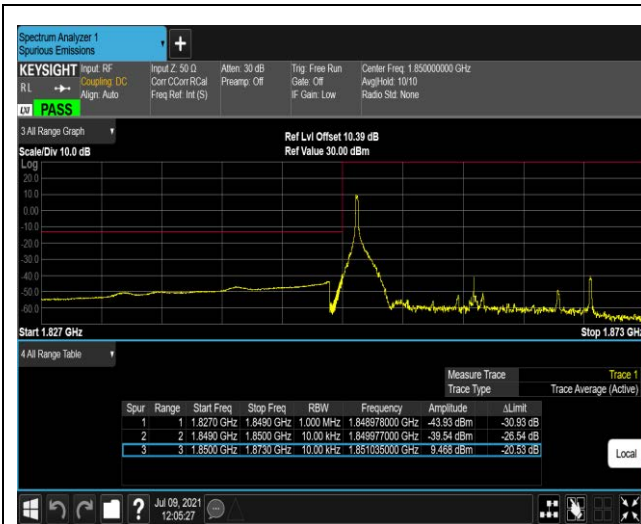 Spectrum Analyzer 1
Spurious Emissions
+
KEYSIGHT
RL
LXI
PASS
Input: RF
Coupling: DC
Align: Auto
Input Z: 50 Ω
Corr CCorr RCal
Freq Ref: Int (S)
Atten: 30 dB
Preamp: Off
Trig: Free Run
Gate: Off
IF Gain: Low
Center Freq: 1.850000000 GHz
Avg|Hold: 10/10
Radio Std: None
3 All Range Graph
Scale/Div 10.0 dB
Ref Lvl Offset 10.39 dB
Ref Value 30.00 dBm
Log
20.0
10.0
0.00
-10.0
-20.0
-30.0
-40.0
-50.0
-60.0
Start 1.827 GHz
Stop 1.873 GHz
4 All Range Table
Measure Trace Trace 1
Trace Type Trace Average (Active)
Spur Range Start Freq Stop Freq RBW Frequency Amplitude ΔLimit
1 1 1.8270 GHz 1.8490 GHz 1.000 MHz 1.848978000 GHz -43.93 dBm -30.93 dB
2 2 1.8490 GHz 1.8500 GHz 10.00 kHz 1.849977000 GHz -39.54 dBm -26.54 dB
3 3 1.8500 GHz 1.8730 GHz 10.00 kHz 1.851035000 GHz 9.468 dBm -20.53 dB
Local
?
Jul 09, 2021
12:05:27